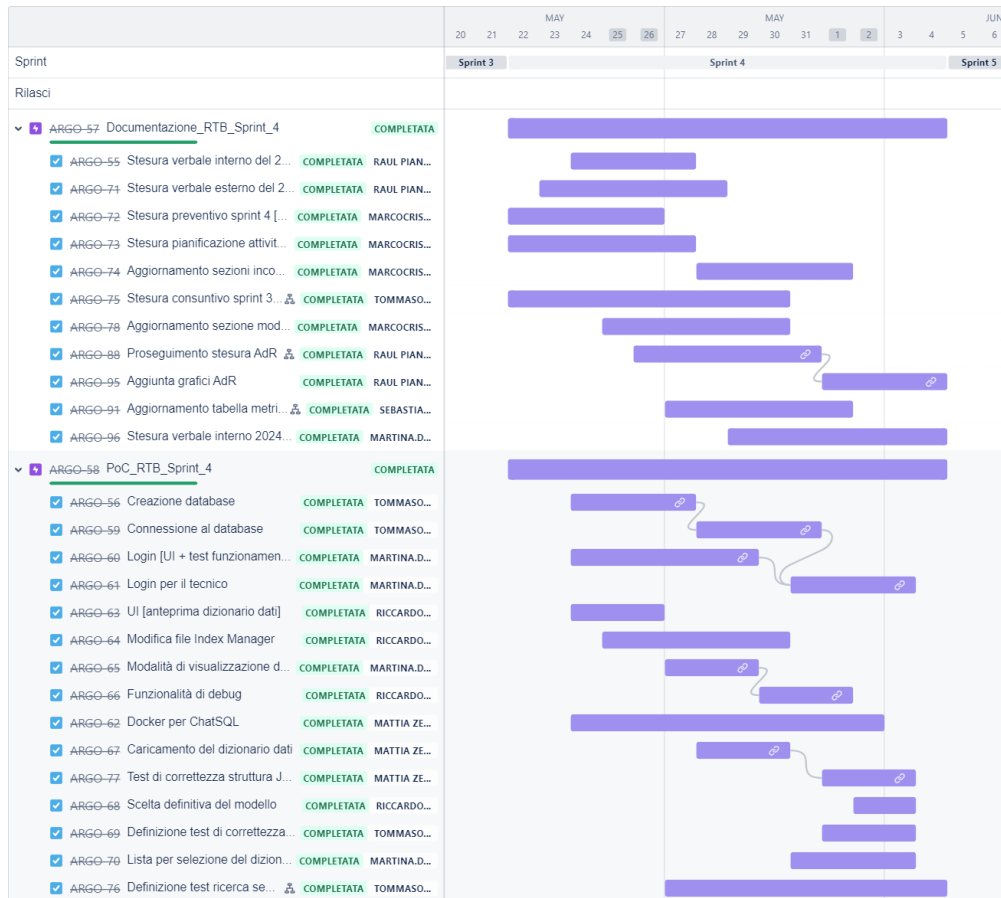 MAY MAY JUN
20 21 22 23 24 25 26 27 28 29 30 31 1 2 3 4 5 6
Sprint Sprint 3 Sprint 4 Sprint 5
Rilasci
ARGO-57 Documentazione_RTB_Sprint_4 COMPLETATA
ARGO-55 Stesura verbale interno del 2... COMPLETATA RAUL PIAN...
ARGO-71 Stesura verbale esterno del 2... COMPLETATA RAUL PIAN...
ARGO-72 Stesura preventivo sprint 4 [... COMPLETATA MARCOCRIS...
ARGO-73 Stesura pianificazione attivit... COMPLETATA MARCOCRIS...
ARGO-74 Aggiornamento sezioni inco... COMPLETATA MARCOCRIS...
ARGO-75 Stesura consuntivo sprint 3... COMPLETATA TOMMASO...
ARGO-78 Aggiornamento sezione mod... COMPLETATA MARCOCRIS...
ARGO-88 Proseguimento stesura AdR COMPLETATA RAUL PIAN...
ARGO-95 Aggiunta grafici AdR COMPLETATA RAUL PIAN...
ARGO-91 Aggiornamento tabella metri... COMPLETATA SEBASTIA...
ARGO-96 Stesura verbale interno 2024... COMPLETATA MARTINA.D...
ARGO-58 PoC_RTB_Sprint_4 COMPLETATA
ARGO-56 Creazione database COMPLETATA TOMMASO...
ARGO-59 Connessione al database COMPLETATA TOMMASO...
ARGO-60 Login [UI + test funzionamen... COMPLETATA MARTINA.D...
ARGO-61 Login per il tecnico COMPLETATA MARTINA.D...
ARGO-63 UI [anteprima dizionario dati] COMPLETATA RICCARDO...
ARGO-64 Modifica file Index Manager COMPLETATA RICCARDO...
ARGO-65 Modalità di visualizzazione d... COMPLETATA MARTINA.D...
ARGO-66 Funzionalità di debug COMPLETATA RICCARDO...
ARGO-62 Docker per ChatSQL COMPLETATA MATTIA ZE...
ARGO-67 Caricamento del dizionario dati COMPLETATA MATTIA ZE...
ARGO-77 Test di correttezza struttura J... COMPLETATA MATTIA ZE...
ARGO-68 Scelta definitiva del modello COMPLETATA RICCARDO...
ARGO-69 Definizione test di correttezza... COMPLETATA TOMMASO...
ARGO-70 Lista per selezione del dizion... COMPLETATA MARTINA.D...
ARGO-76 Definizione test ricerca se... COMPLETATA TOMMASO...